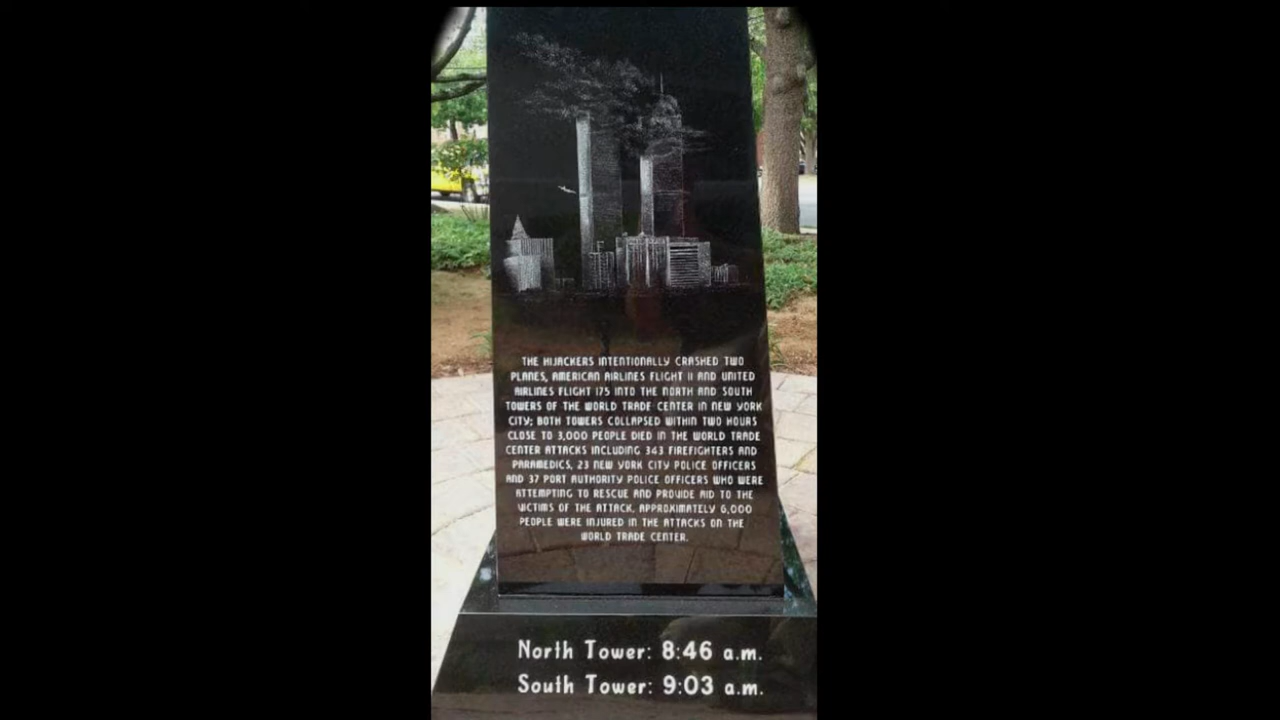 THE HIJACKERS INTENTIONALLY CRASHED TWO
PLANES, AMERICAN AIRLINES FLIGHT 11 AND UNITED
AIRLINES FLIGHT 175 INTO THE NORTH AND SOUTH
TOWERS OF THE WORLD TRADE CENTER IN NEW YORK
CITY; BOTH TOWERS COLLAPSED WITHIN TWO HOURS
CLOSE TO 3,000 PEOPLE DIED IN THE WORLD TRADE
CENTER ATTACKS INCLUDING 343 FIREFIGHTERS AND
PARAMEDICS, 23 NEW YORK CITY POLICE OFFICERS
AND 37 PORT AUTHORITY POLICE OFFICERS WHO WERE
ATTEMPTING TO RESCUE AND PROVIDE AID TO THE
VICTIMS OF THE ATTACK. APPROXIMATELY 6,000
PEOPLE WERE INJURED IN THE ATTACKS ON THE
WORLD TRADE CENTER.
North Tower: 8:46 a.m.
South Tower: 9:03 a.m.